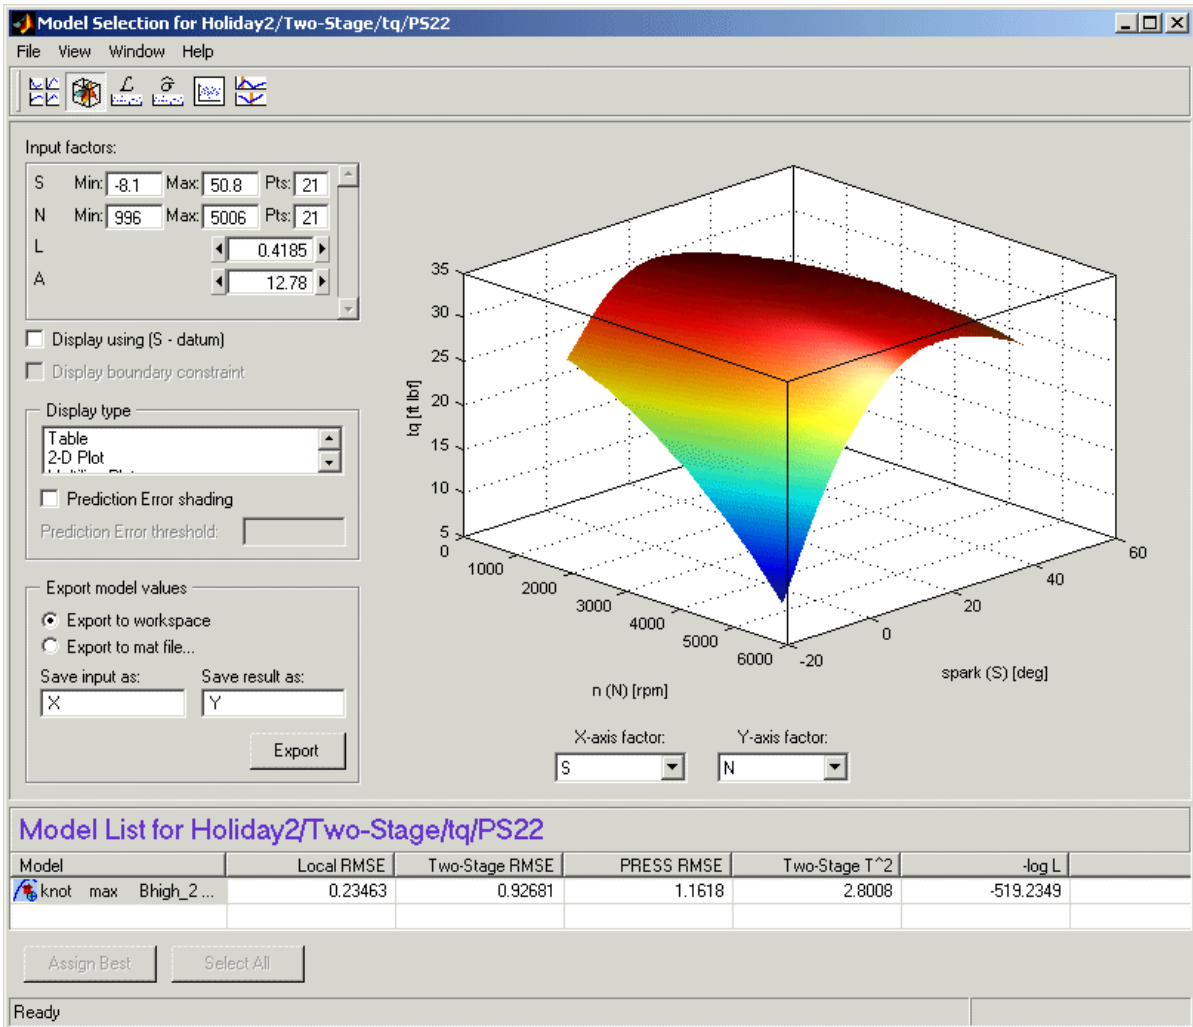 Model Selection for Holiday2/Two-Stage/tq/PS22
File View Window Help
Input factors:
S Min: -8.1 Max: 50.8 Pts: 21
N Min: 996 Max: 5006 Pts: 21
L 0.4185
A 12.78
Display using (S - datum)
Display boundary constraint
Display type
Table
2-D Plot
Prediction Error shading
Prediction Error threshold:
Export model values
Export to workspace
Export to mat file...
Save input as: Save result as:
X Y
Export
tq [ft lbf]
35
30
25
20
15
10
5
0
1000
2000
3000
4000
5000
6000
n (N) [rpm]
-20
0
20
40
60
spark (S) [deg]
X-axis factor: Y-axis factor:
S N
Model List for Holiday2/Two-Stage/tq/PS22
Model Local RMSE Two-Stage RMSE PRESS RMSE Two-Stage T^2 -log L
knot max Bhigh_2 ... 0.23463 0.92681 1.1618 2.8008 -519.2349
Assign Best Select All
Ready